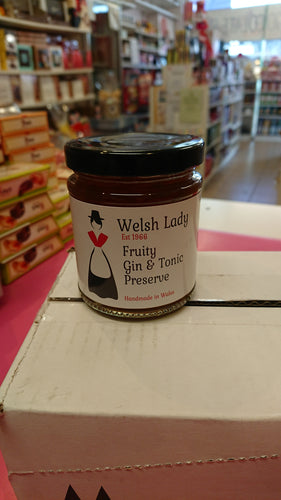 Welsh Lady
Est 1966
Fruity
Gin & Tonic
Preserve
Handmade in Wales